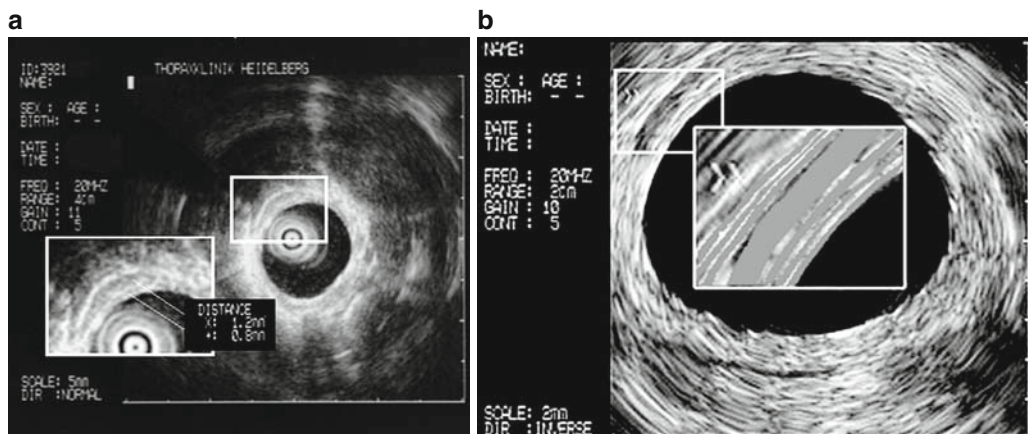 a
ID:3921
THORAXKLINIK HEIDELBERG
NAME:
SEX : AGE :
BIRTH: - -
DATE :
TIME :
FREQ : 20MHZ
RANGE: 4cm
GAIN : 11
CONT : 5
DISTANCE
X: 1.2mm
+: 0.8mm
SCALE: 5mm
DIR :NORMAL
b
NAME:
SEX : AGE :
BIRTH: - -
DATE :
TIME :
FREQ : 20MHZ
RANGE: 2cm
GAIN : 10
CONT : 5
SCALE: 2mm
DIR :INVERSE